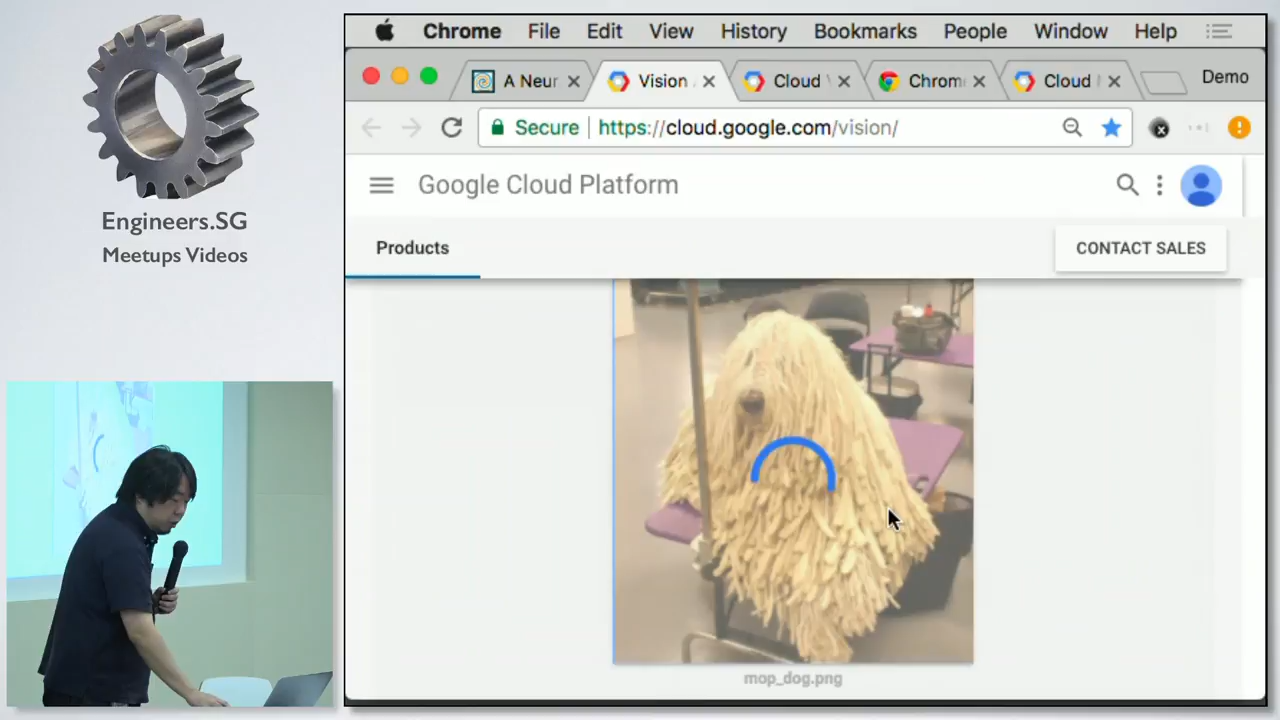 Engineers.SG
Meetups Videos
Chrome File Edit View History Bookmarks People Window Help
A Neur
Vision
Cloud
Chrom
Cloud
Demo
Secure https://cloud.google.com/vision/
Google Cloud Platform
Products
CONTACT SALES
mop_dog.png